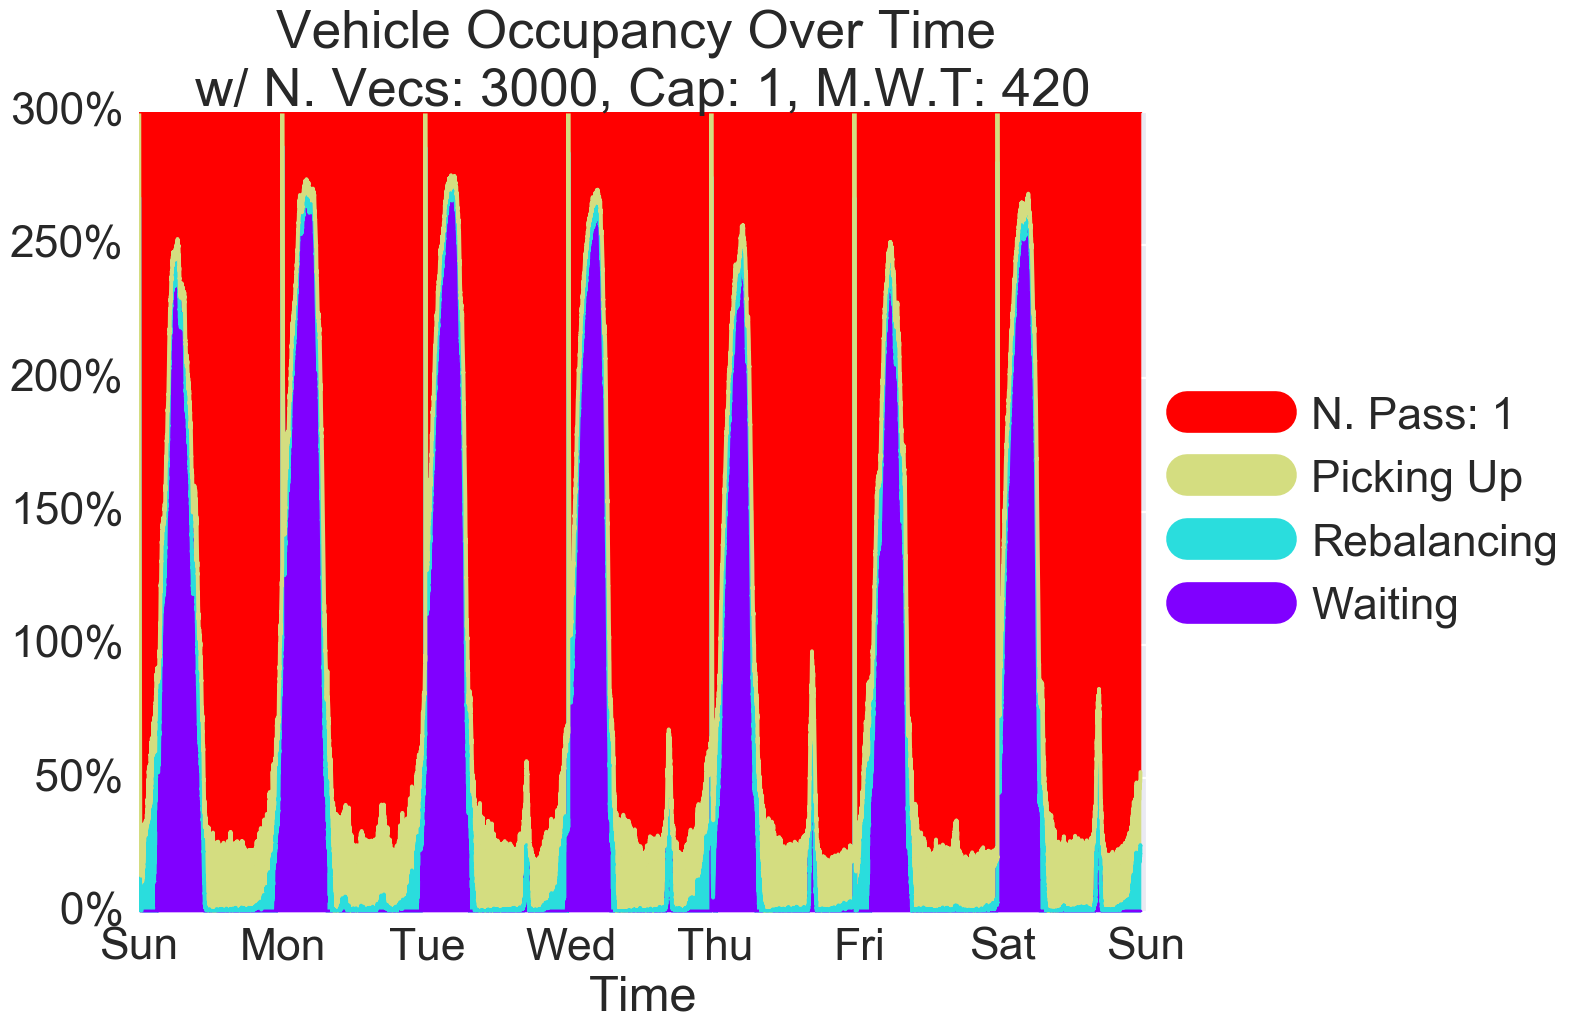 Vehicle Occupancy Over Time
w/ N. Vecs: 3000, Cap: 1, M.W.T: 420
300%
250%
200%
150%
100%
50%
0%
Sun Mon Tue Wed Thu Fri Sat Sun
Time
N. Pass: 1
Picking Up
Rebalancing
Waiting